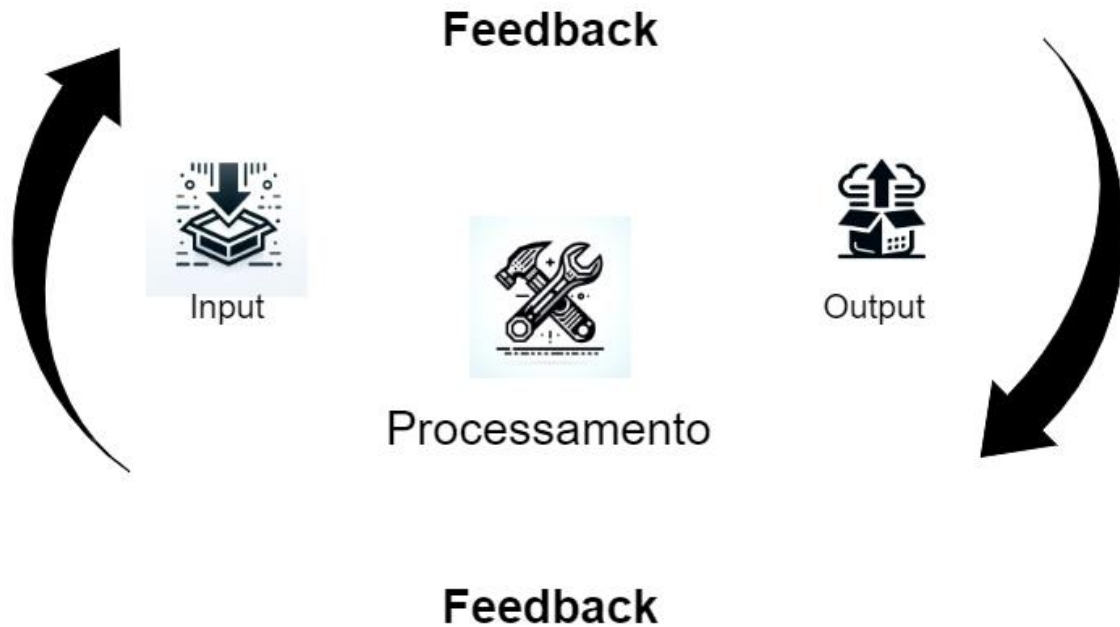 Feedback
Input
Output
Processamento
Feedback